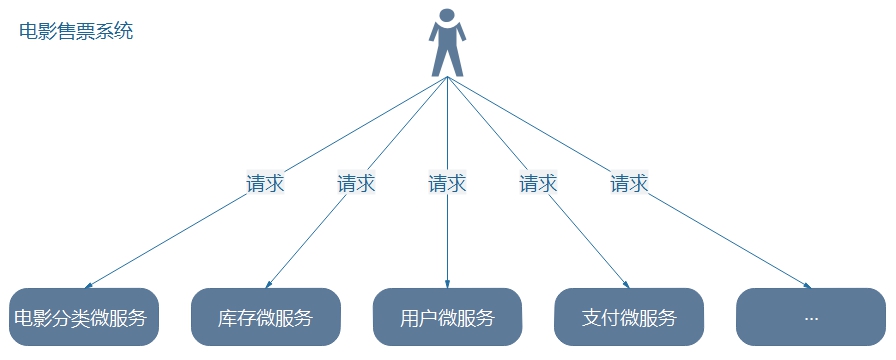 电影售票系统
请求
请求
请求
请求
请求
电影分类微服务
库存微服务
用户微服务
支付微服务
...